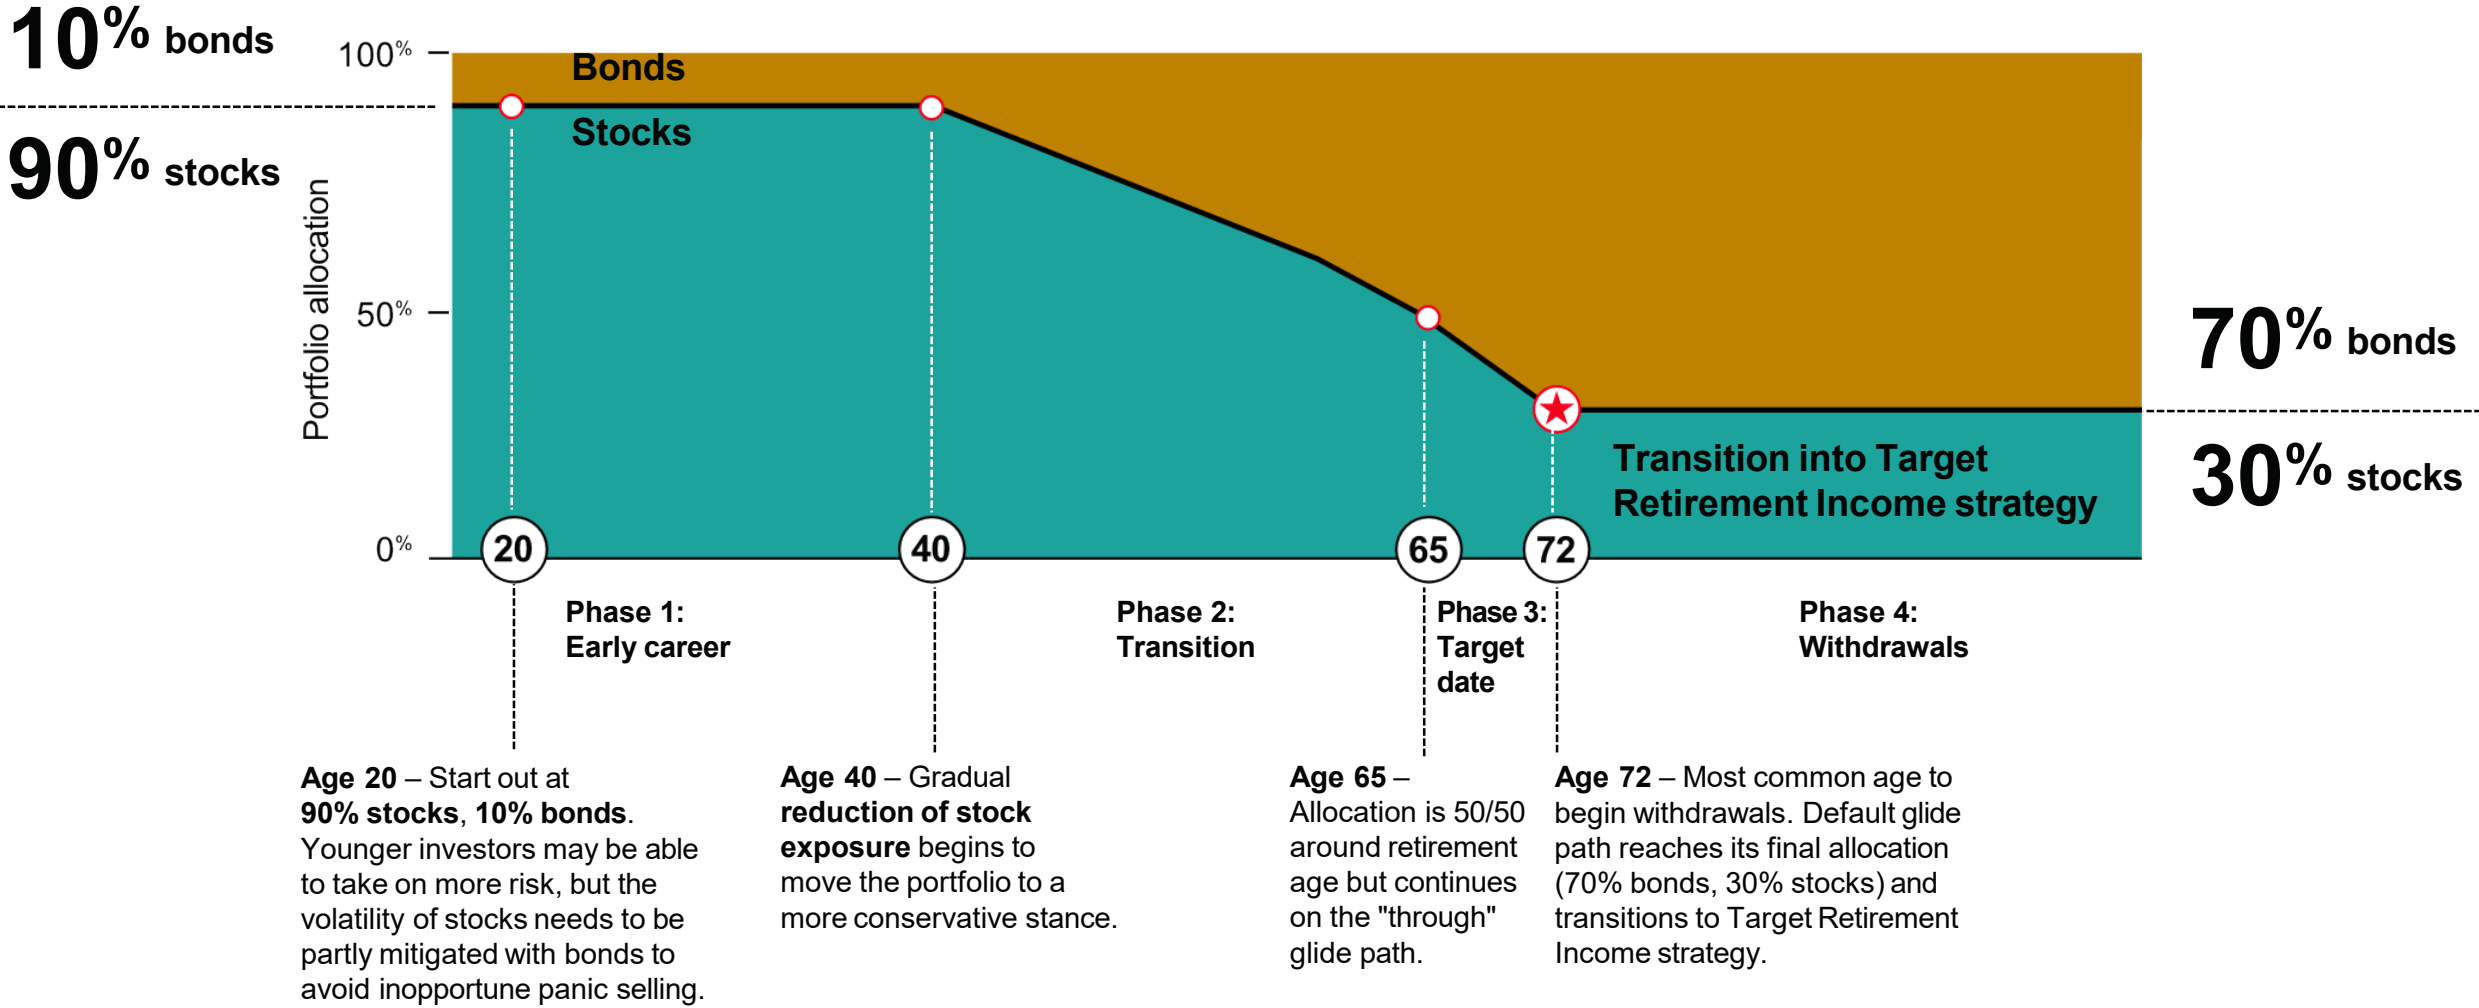 10% bonds
90% stocks
Portfolio allocation
100%
50%
0%
Bonds
Stocks
Transition into Target
Retirement Income strategy
70% bonds
30% stocks
20
40
65
72
Phase 1:
Early career
Phase 2:
Transition
Phase 3:
Target
date
Phase 4:
Withdrawals
Age 20 – Start out at
90% stocks, 10% bonds.
Younger investors may be able
to take on more risk, but the
volatility of stocks needs to be
partly mitigated with bonds to
avoid inopportune panic selling.
Age 40 – Gradual
reduction of stock
exposure begins to
move the portfolio to a
more conservative stance.
Age 65 –
Allocation is 50/50
around retirement
age but continues
on the "through"
glide path.
Age 72 – Most common age to
begin withdrawals. Default glide
path reaches its final allocation
(70% bonds, 30% stocks) and
transitions to Target Retirement
Income strategy.